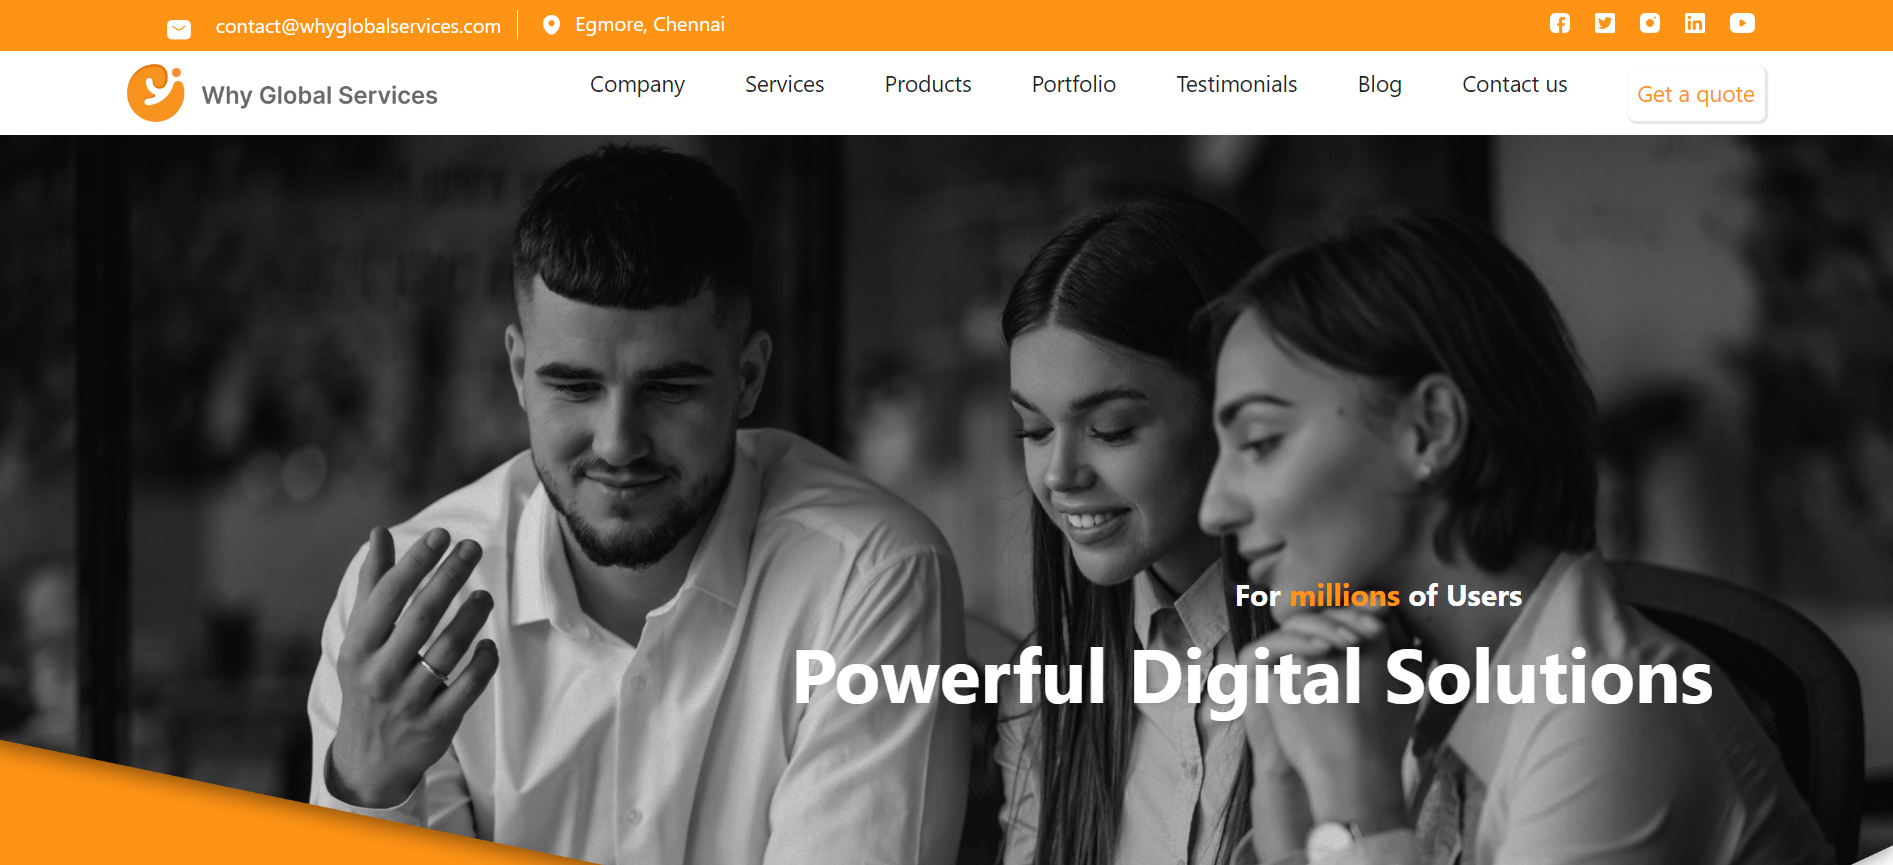 contact@whyglobalservices.com
Egmore, Chennai
Why Global Services
Company
Services
Products
Portfolio
Testimonials
Blog
Contact us
Get a quote
For millions of Users
Powerful Digital Solutions